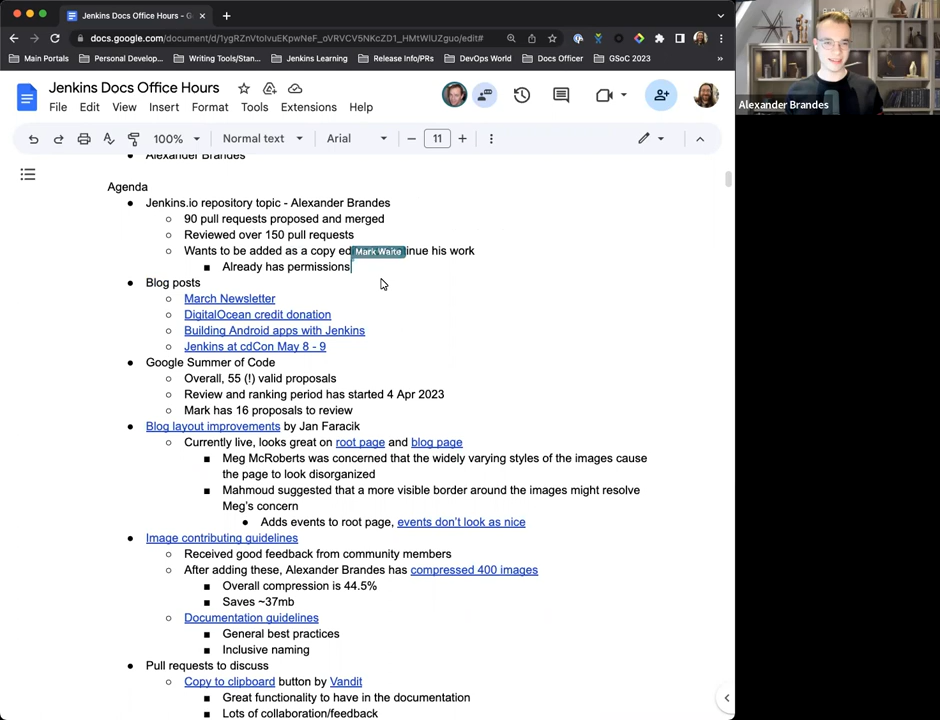 Jenkins Docs Office Hours - G
docs.google.com/document/d/1ygRZnVtoIvuEKpwNeF_oVRVCV5NKcZD1_HMtWlUZguo/edit#
Main Portals
Personal Develop...
Writing Tools/Stan...
Jenkins Learning
Release Info/PRs
DevOps World
Docs Officer
GSoC 2023
»
Jenkins Docs Office Hours
File Edit View Insert Format Tools Extensions Help
100% Normal text Arial 11
Alexander Brandes
Alexander Brandes
Agenda
Jenkins.io repository topic - Alexander Brandes
90 pull requests proposed and merged
Reviewed over 150 pull requests
Wants to be added as a copy ed Mark Waite inue his work
Already has permissions
Blog posts
March Newsletter
DigitalOcean credit donation
Building Android apps with Jenkins
Jenkins at cdCon May 8 - 9
Google Summer of Code
Overall, 55 (!) valid proposals
Review and ranking period has started 4 Apr 2023
Mark has 16 proposals to review
Blog layout improvements by Jan Faracik
Currently live, looks great on root page and blog page
Meg McRoberts was concerned that the widely varying styles of the images cause
the page to look disorganized
Mahmoud suggested that a more visible border around the images might resolve
Meg's concern
Adds events to root page, events don't look as nice
Image contributing guidelines
Received good feedback from community members
After adding these, Alexander Brandes has compressed 400 images
Overall compression is 44.5%
Saves ~37mb
Documentation guidelines
General best practices
Inclusive naming
Pull requests to discuss
Copy to clipboard button by Vandit
Great functionality to have in the documentation
Lots of collaboration/feedback